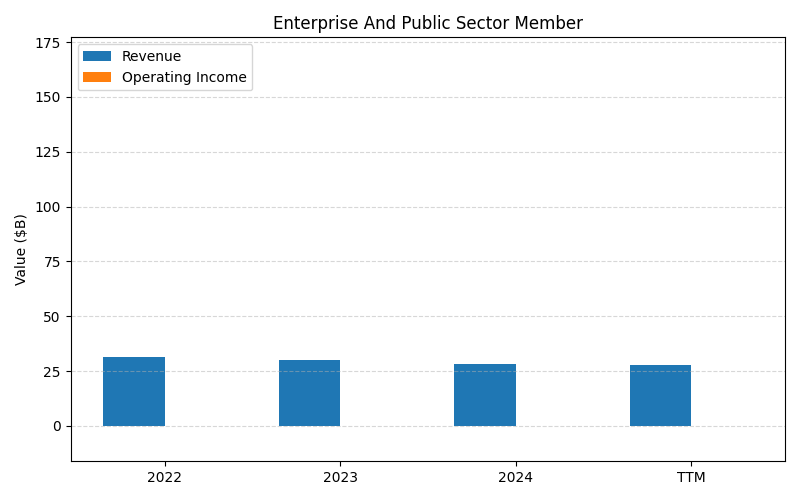 Enterprise And Public Sector Member
Revenue
Operating Income
Value ($B)
175
150
125
100
75
50
25
0
2022 2023 2024 TTM